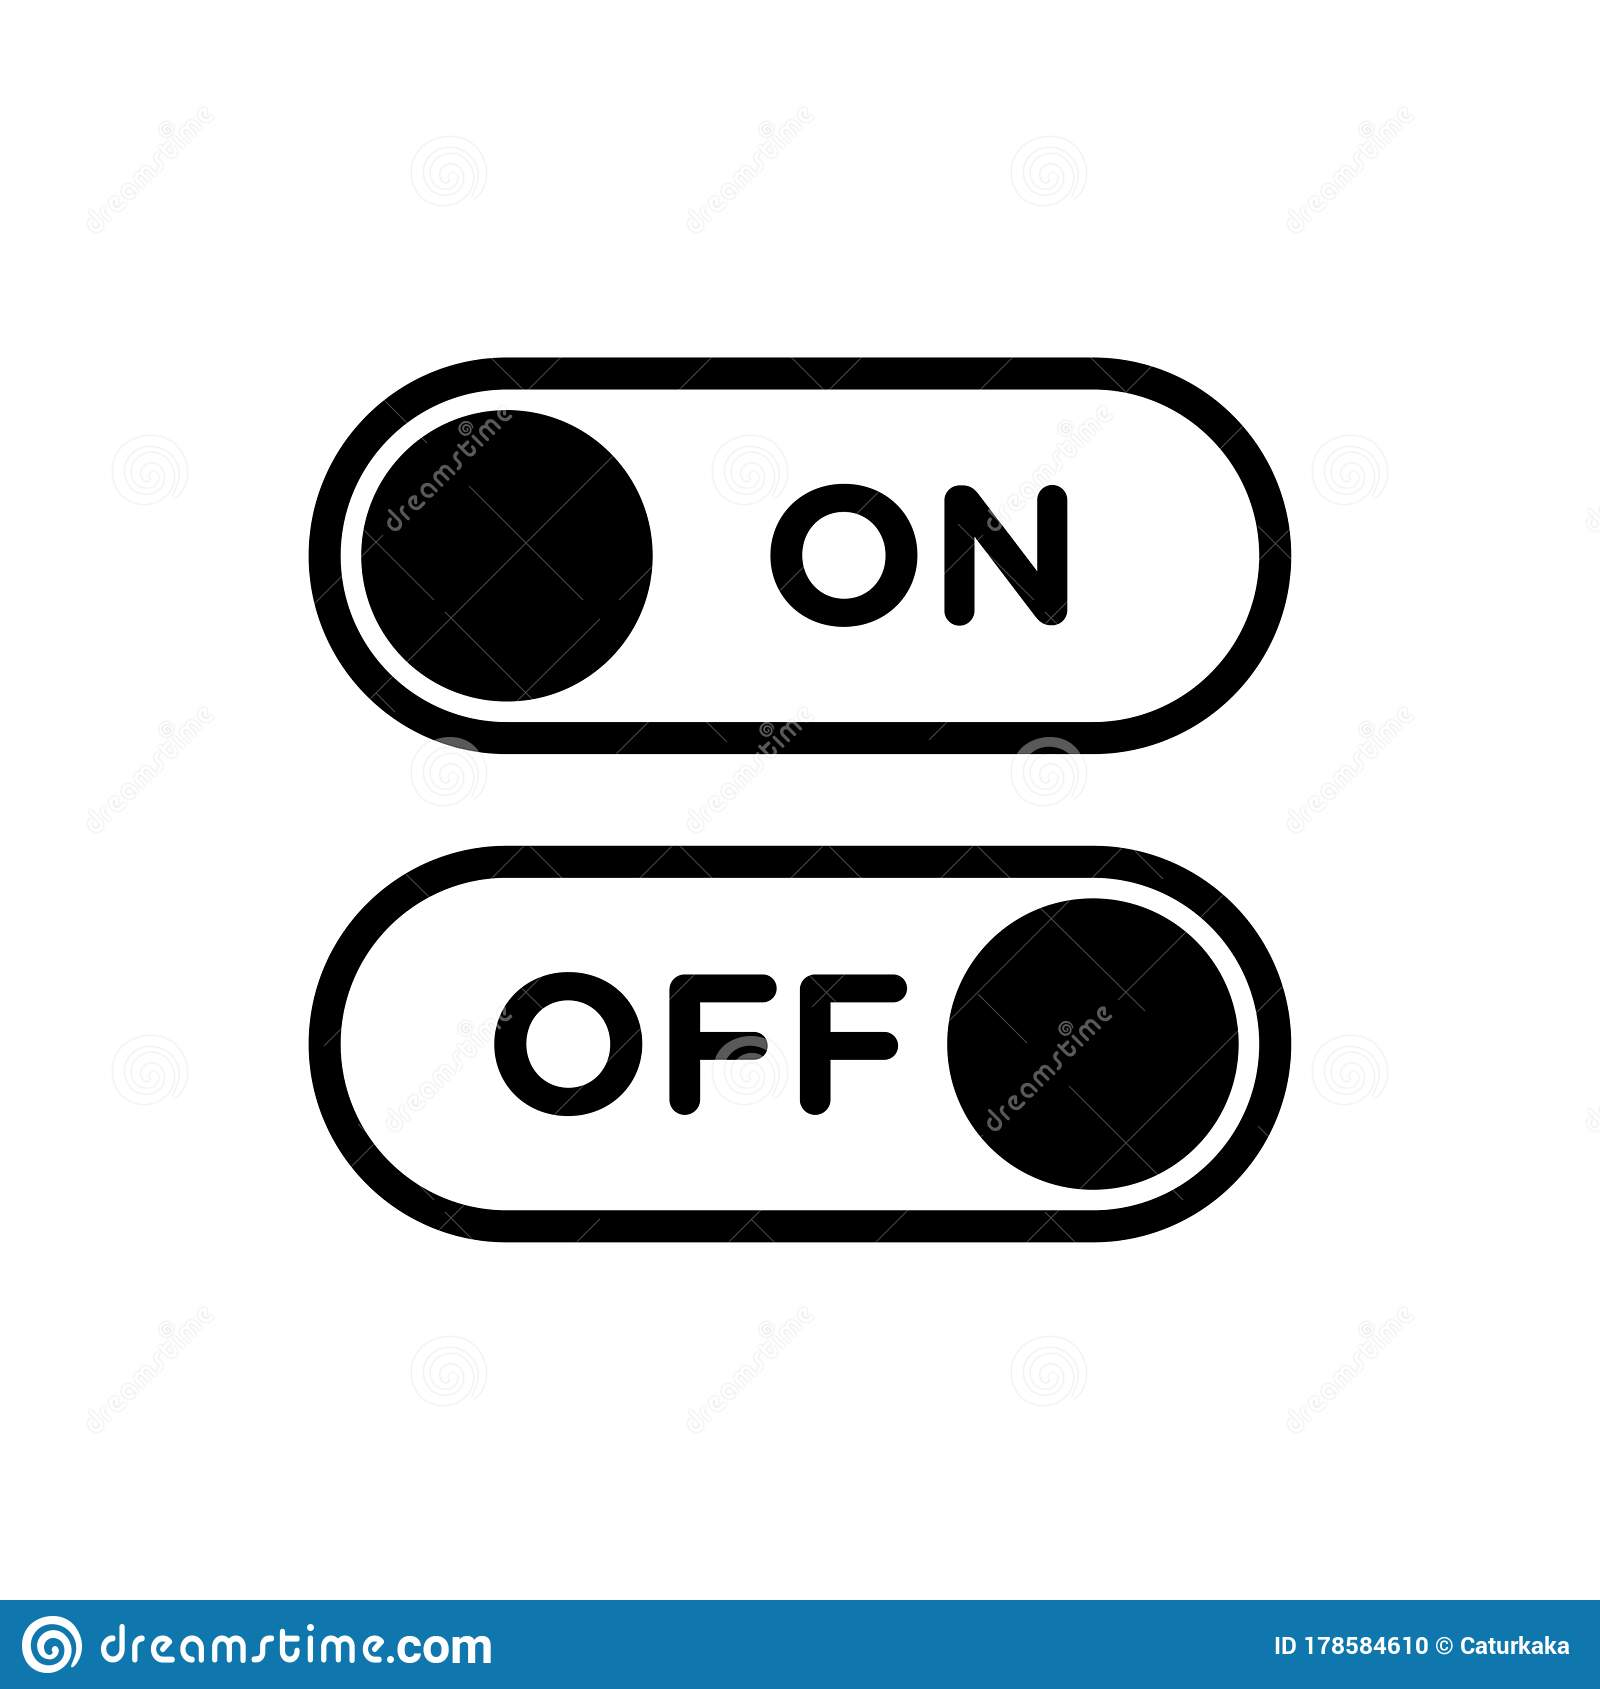 ON
OFF
dreamstime.com
ID 178584610 © Caturkaka